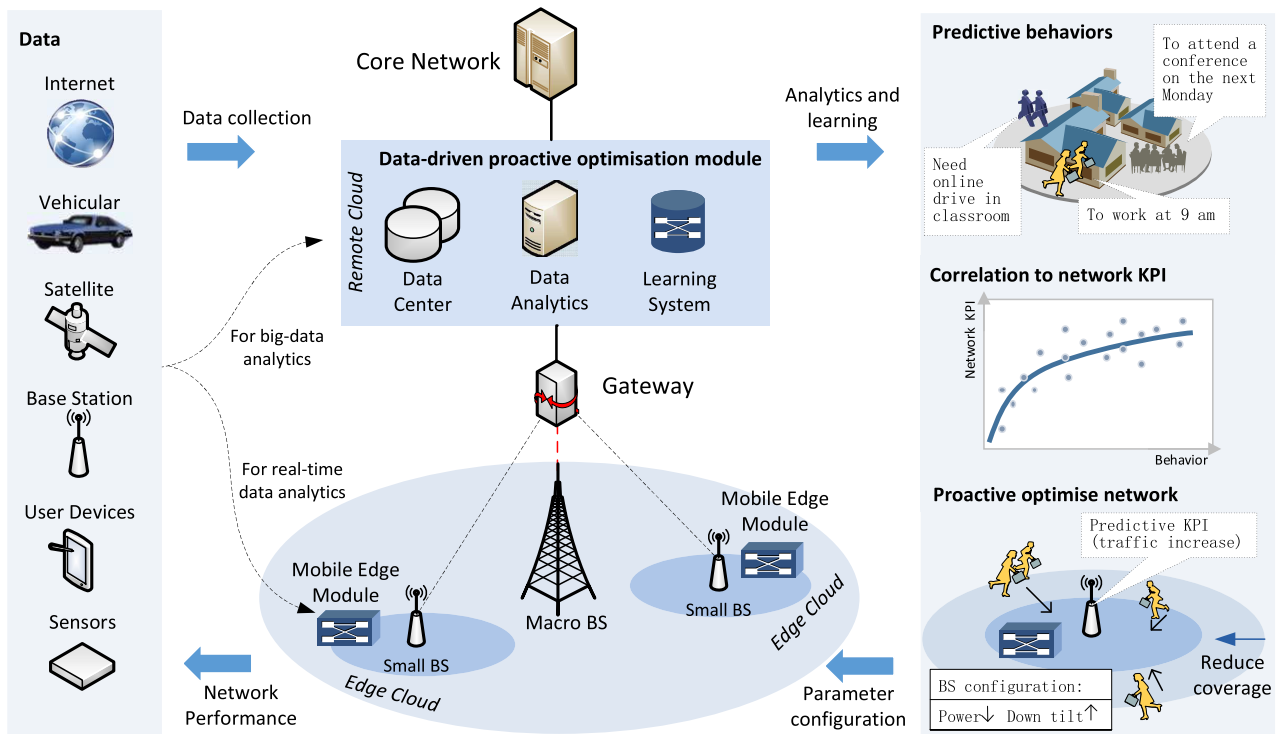 Data
Internet
Vehicular
Satellite
Base Station
User Devices
Sensors
Data collection
For big-data
analytics
For real-time
data analytics
Network
Performance
Core Network
Data-driven proactive optimisation module
Remote Cloud
Data
Center
Data
Analytics
Learning
System
Gateway
Mobile Edge
Module
Small BS
Edge Cloud
Macro BS
Mobile Edge
Module
Small BS
Edge Cloud
Analytics and
learning
Parameter
configuration
Predictive behaviors
To attend a
conference
on the next
Monday
Need
online
drive in
classroom
To work at 9 am
Correlation to network KPI
Network KPI
Behavior
Proactive optimise network
Predictive KPI
(traffic increase)
Reduce
coverage
BS configuration:
Power↓ Down tilt↑